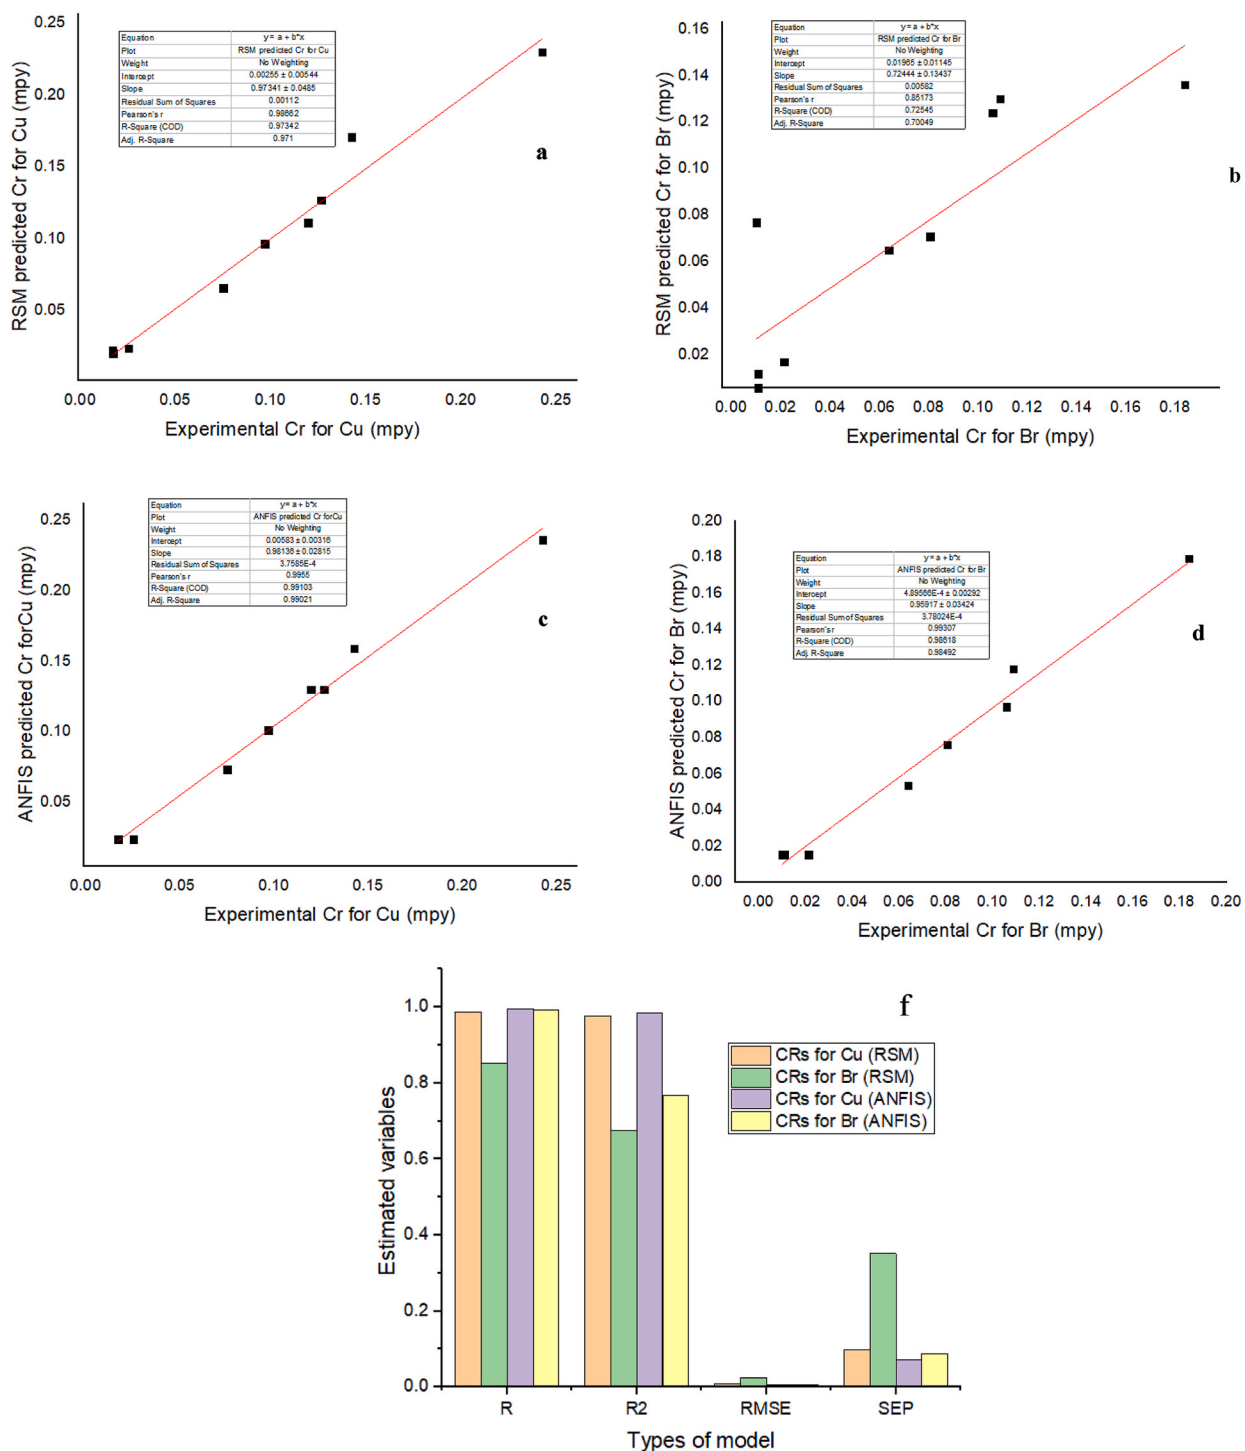 0.25
0.20
0.15
0.10
0.05
RSM predicted Cr for Cu (mpy)
Equation y = a + b*x
Plot RSM predicted Cr for Cu
Weight No Weighting
Intercept 0.00255 ± 0.00544
Slope 0.97341 ± 0.0485
Residual Sum of Squares 0.00112
Pearson's r 0.98662
R-Square (COD) 0.97342
Adj. R-Square 0.971
a
0.00 0.05 0.10 0.15 0.20 0.25
Experimental Cr for Cu (mpy)
0.16
0.14
0.12
0.10
0.08
0.06
0.04
0.02
RSM predicted Cr for Br (mpy)
Equation y = a + b*x
Plot RSM predicted Cr for Br
Weight No Weighting
Intercept 0.01965 ± 0.01145
Slope 0.72444 ± 0.13437
Residual Sum of Squares 0.00582
Pearson's r 0.85173
R-Square (COD) 0.72545
Adj. R-Square 0.70049
b
0.00 0.02 0.04 0.06 0.08 0.10 0.12 0.14 0.16 0.18
Experimental Cr for Br (mpy)
0.25
0.20
0.15
0.10
0.05
ANFIS predicted Cr forCu (mpy)
Equation y = a + b*x
Plot ANFIS predicted Cr forCu
Weight No Weighting
Intercept 0.00583 ± 0.00316
Slope 0.98136 ± 0.02815
Residual Sum of Squares 3.7585E-4
Pearson's r 0.9955
R-Square (COD) 0.99103
Adj. R-Square 0.99021
c
0.00 0.05 0.10 0.15 0.20 0.25
Experimental Cr for Cu (mpy)
0.20
0.18
0.16
0.14
0.12
0.10
0.08
0.06
0.04
0.02
0.00
ANFIS predicted Cr for Br (mpy)
Equation y = a + b*x
Plot ANFIS predicted Cr for Br
Weight No Weighting
Intercept 4.89566E-4 ± 0.00292
Slope 0.95917 ± 0.03424
Residual Sum of Squares 3.78024E-4
Pearson's r 0.99307
R-Square (COD) 0.98618
Adj. R-Square 0.98492
d
0.00 0.02 0.04 0.06 0.08 0.10 0.12 0.14 0.16 0.18 0.20
Experimental Cr for Br (mpy)
1.0
0.8
0.6
0.4
0.2
0.0
Estimated variables
f
CRs for Cu (RSM)
CRs for Br (RSM)
CRs for Cu (ANFIS)
CRs for Br (ANFIS)
R R2 RMSE SEP
Types of model